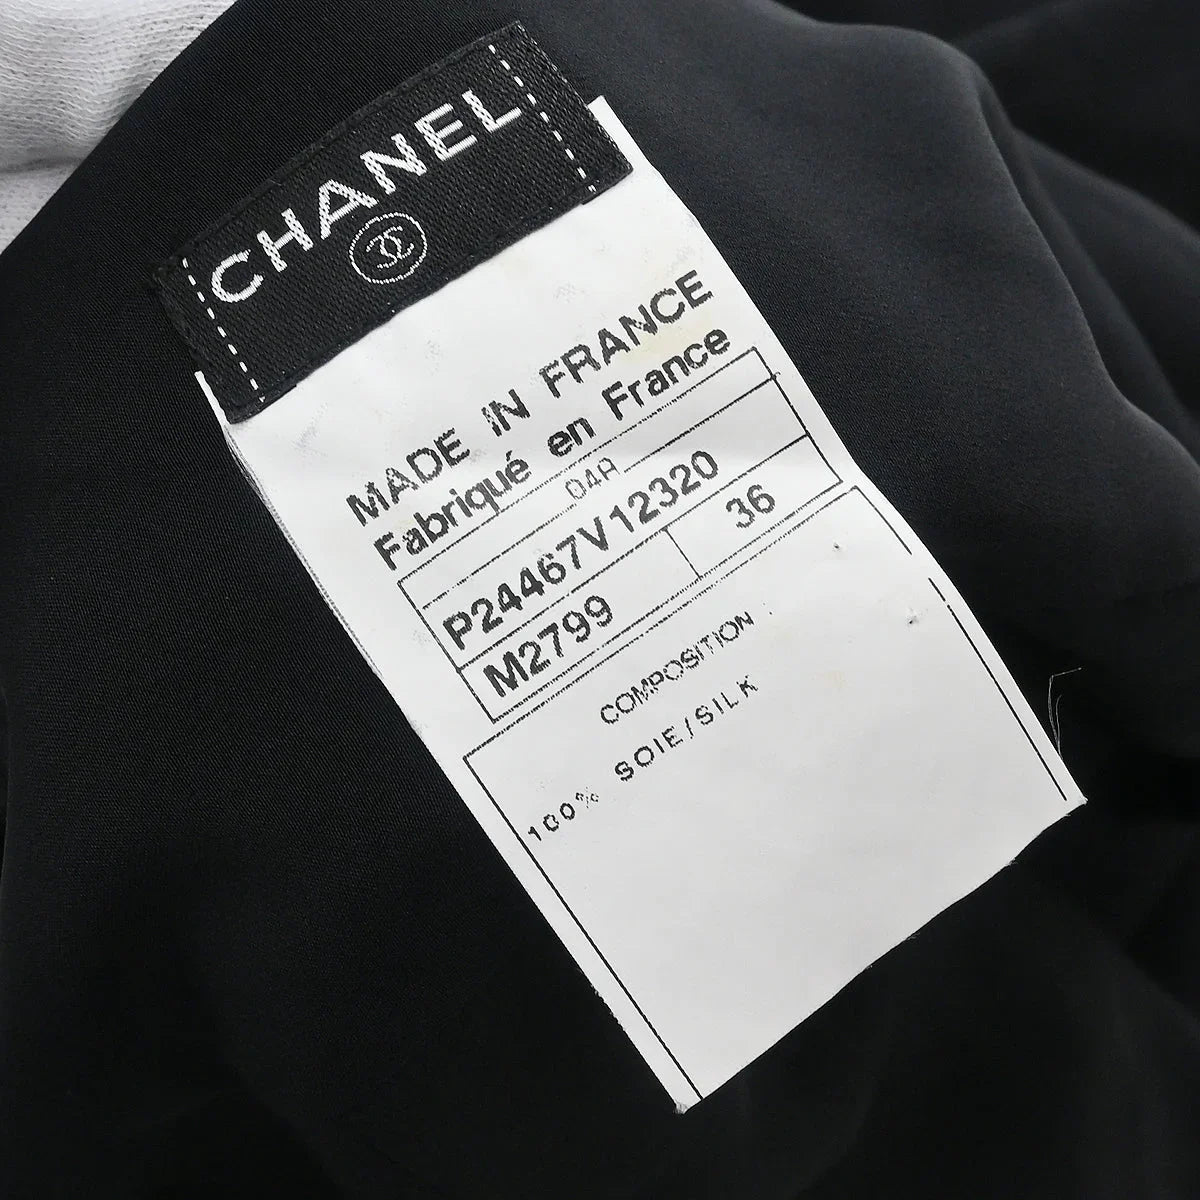 CHANEL
MADE IN FRANCE
Fabriqué en France
04P
P24467V12320
M2799 36
COMPOSITION :
100% SOIE/SILK